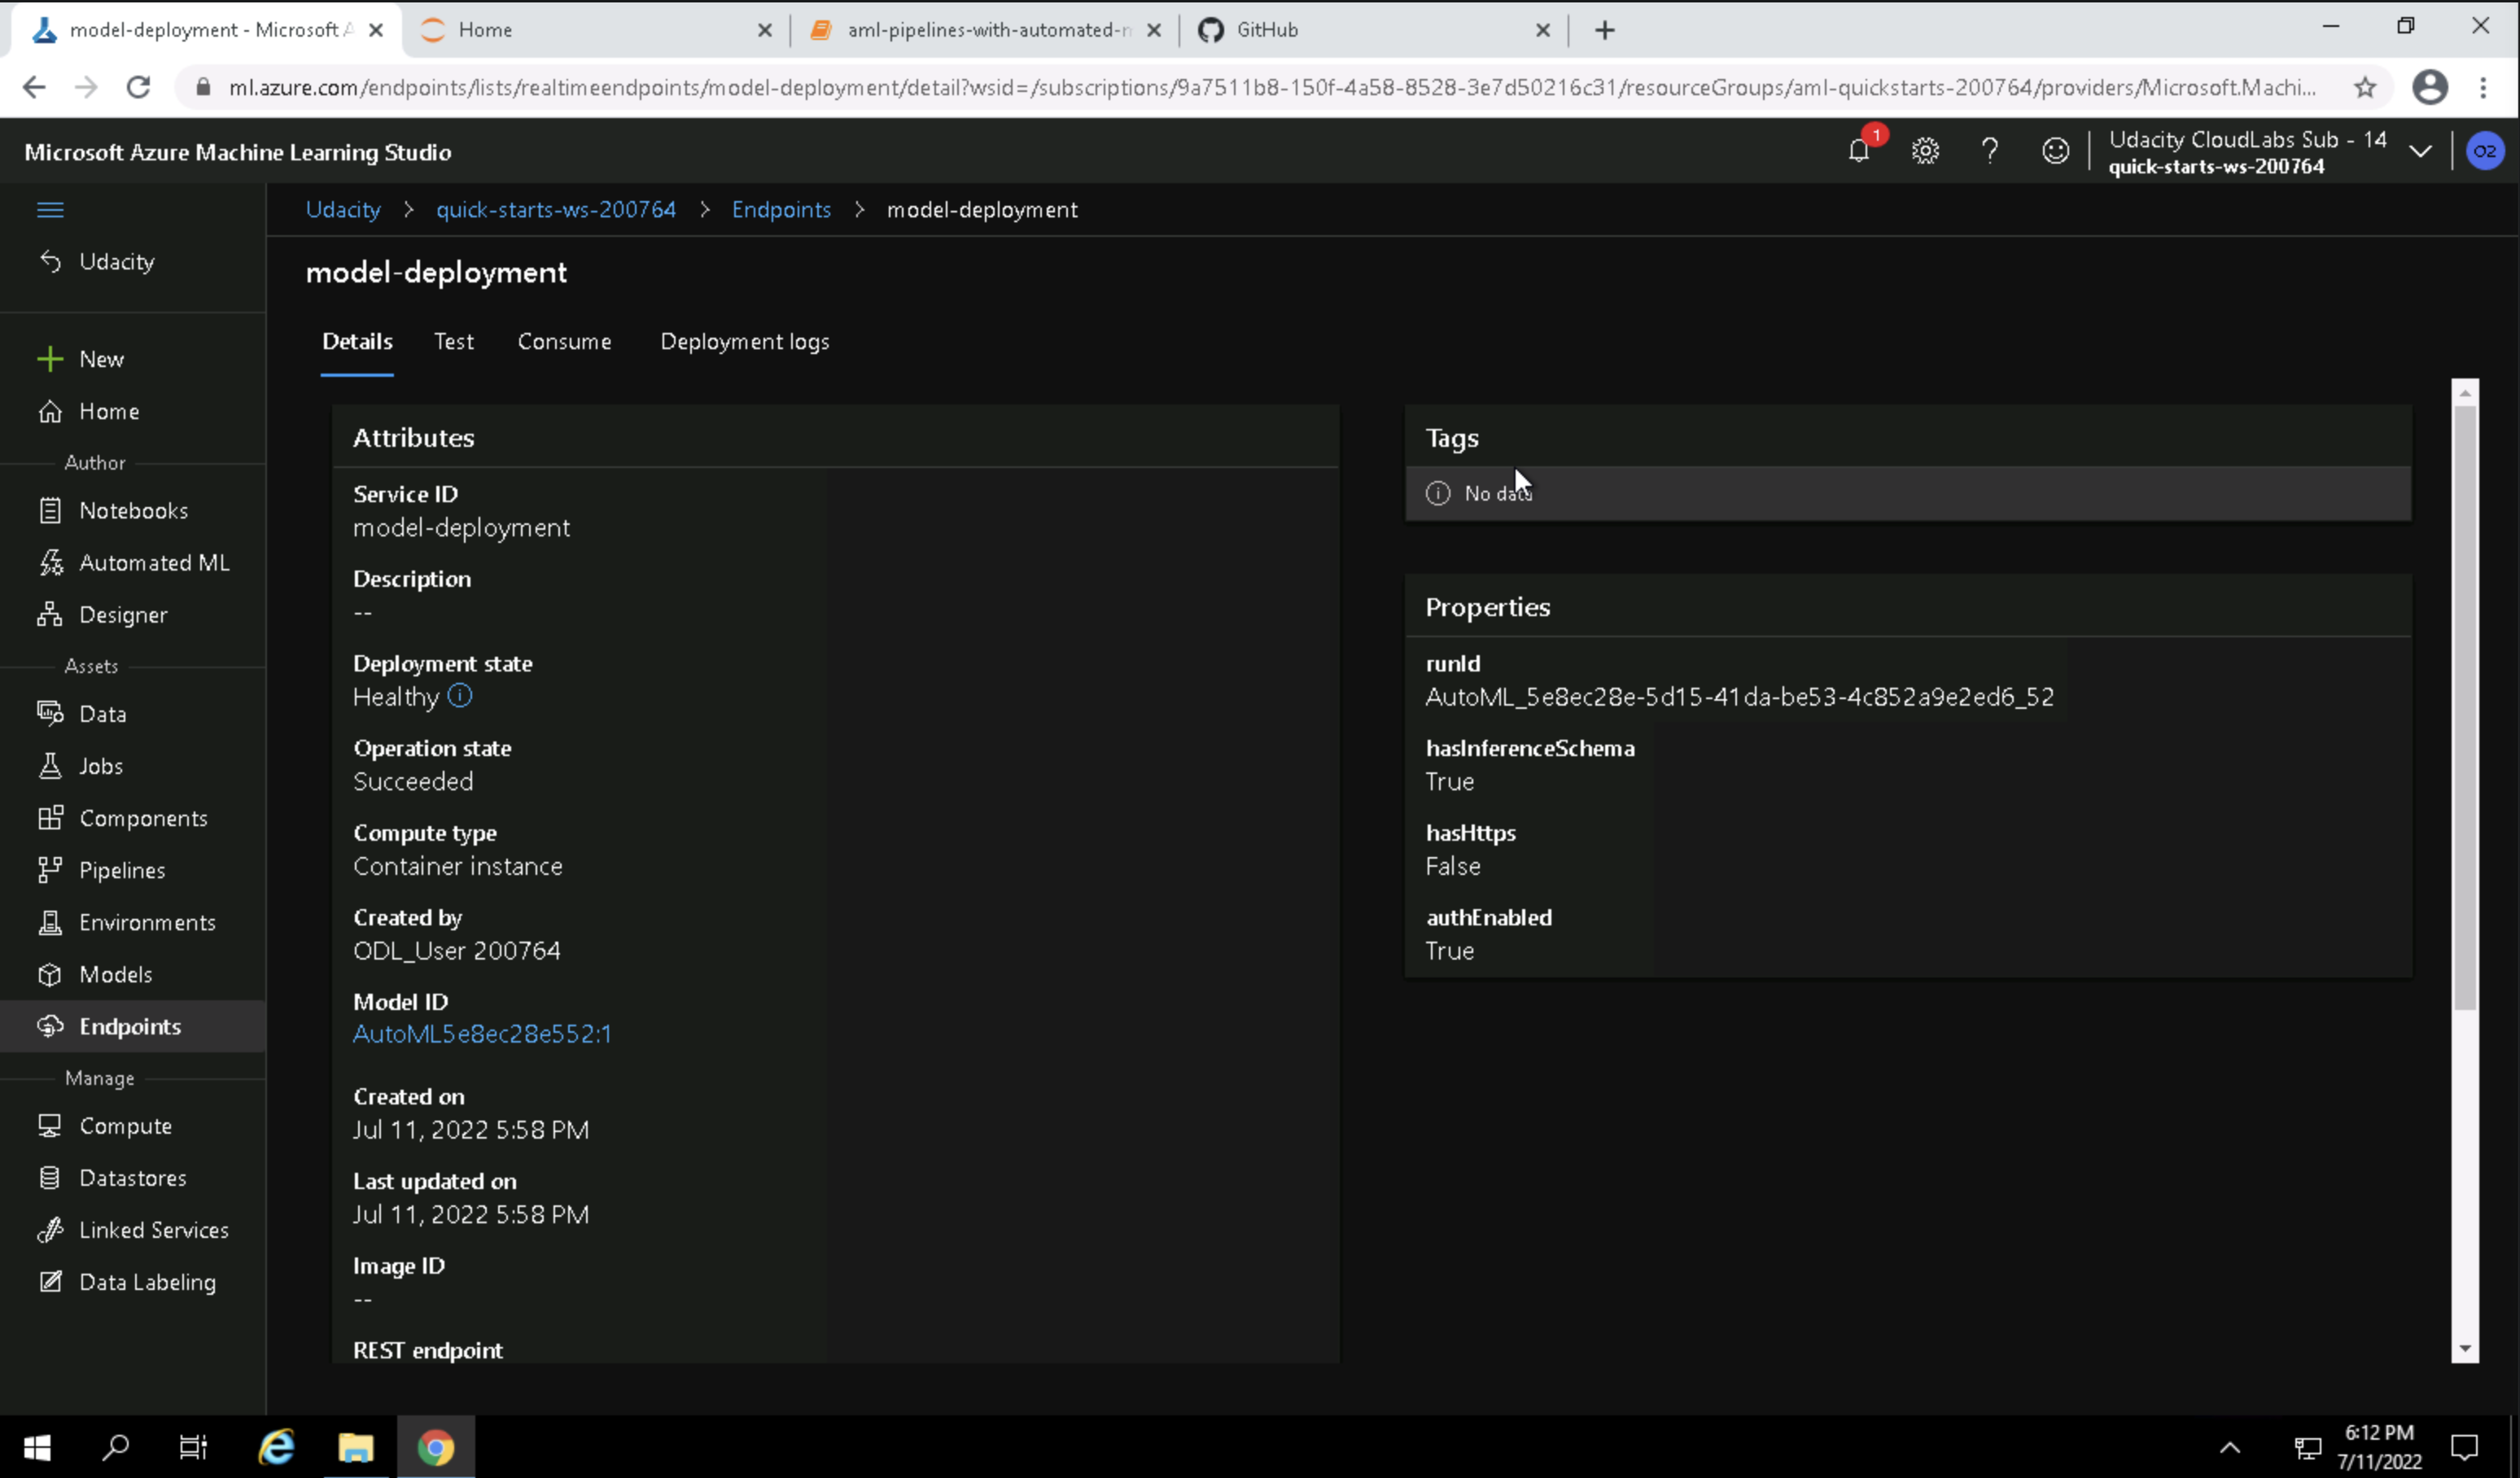 model-deployment - Microsoft A
Home
aml-pipelines-with-automated-m
GitHub
ml.azure.com/endpoints/lists/realtimeendpoints/model-deployment/detail?wsid=/subscriptions/9a7511b8-150f-4a58-8528-3e7d50216c31/resourceGroups/aml-quickstarts-200764/providers/Microsoft.Machi...
Microsoft Azure Machine Learning Studio
1
Udacity CloudLabs Sub - 14
quick-starts-ws-200764
O2
Udacity
New
Home
Author
Notebooks
Automated ML
Designer
Assets
Data
Jobs
Components
Pipelines
Environments
Models
Endpoints
Manage
Compute
Datastores
Linked Services
Data Labeling
Udacity > quick-starts-ws-200764 > Endpoints > model-deployment
model-deployment
Details Test Consume Deployment logs
Attributes
Service ID
model-deployment
Description
--
Deployment state
Healthy
Operation state
Succeeded
Compute type
Container instance
Created by
ODL_User 200764
Model ID
AutoML5e8ec28e552:1
Created on
Jul 11, 2022 5:58 PM
Last updated on
Jul 11, 2022 5:58 PM
Image ID
--
REST endpoint
Tags
No data
Properties
runId
AutoML_5e8ec28e-5d15-41da-be53-4c852a9e2ed6_52
hasInferenceSchema
True
hasHttps
False
authEnabled
True
6:12 PM
7/11/2022